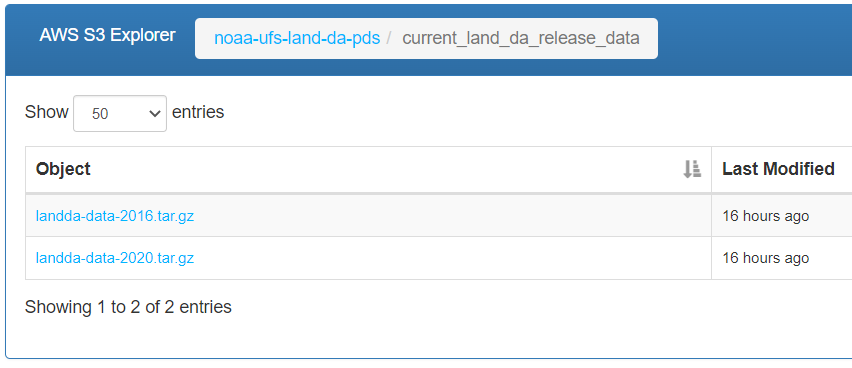 AWS S3 Explorer noaa-ufs-land-da-pds / current_land_da_release_data
Show 50 entries
Object Last Modified
landda-data-2016.tar.gz 16 hours ago
landda-data-2020.tar.gz 16 hours ago
Showing 1 to 2 of 2 entries